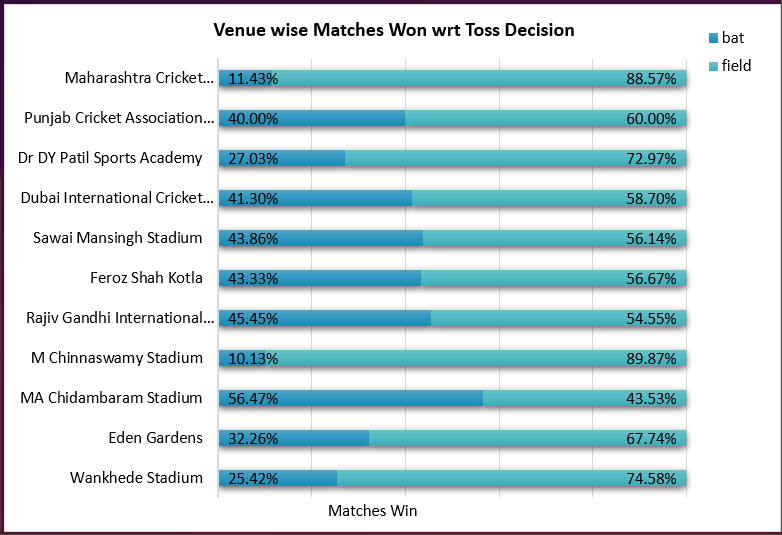 Venue wise Matches Won wrt Toss Decision
bat
field
Maharashtra Cricket... 11.43% 88.57%
Punjab Cricket Association... 40.00% 60.00%
Dr DY Patil Sports Academy 27.03% 72.97%
Dubai International Cricket... 41.30% 58.70%
Sawai Mansingh Stadium 43.86% 56.14%
Feroz Shah Kotla 43.33% 56.67%
Rajiv Gandhi International... 45.45% 54.55%
M Chinnaswamy Stadium 10.13% 89.87%
MA Chidambaram Stadium 56.47% 43.53%
Eden Gardens 32.26% 67.74%
Wankhede Stadium 25.42% 74.58%
Matches Win